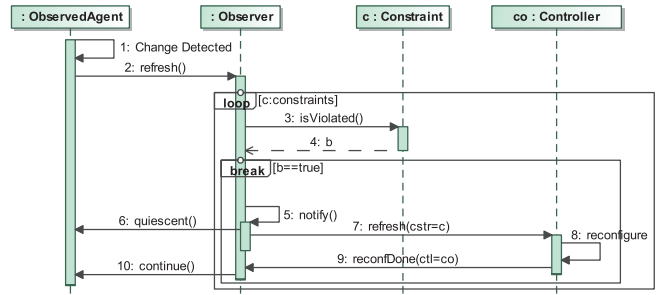 : ObservedAgent
: Observer
c : Constraint
co : Controller
1: Change Detected
2: refresh()
loop
[c:constraints]
3: isViolated()
4: b
break
[b==true]
5: notify()
6: quiescent()
7: refresh(cstr=c)
8: reconfigure
9: reconfDone(ctl=co)
10: continue()